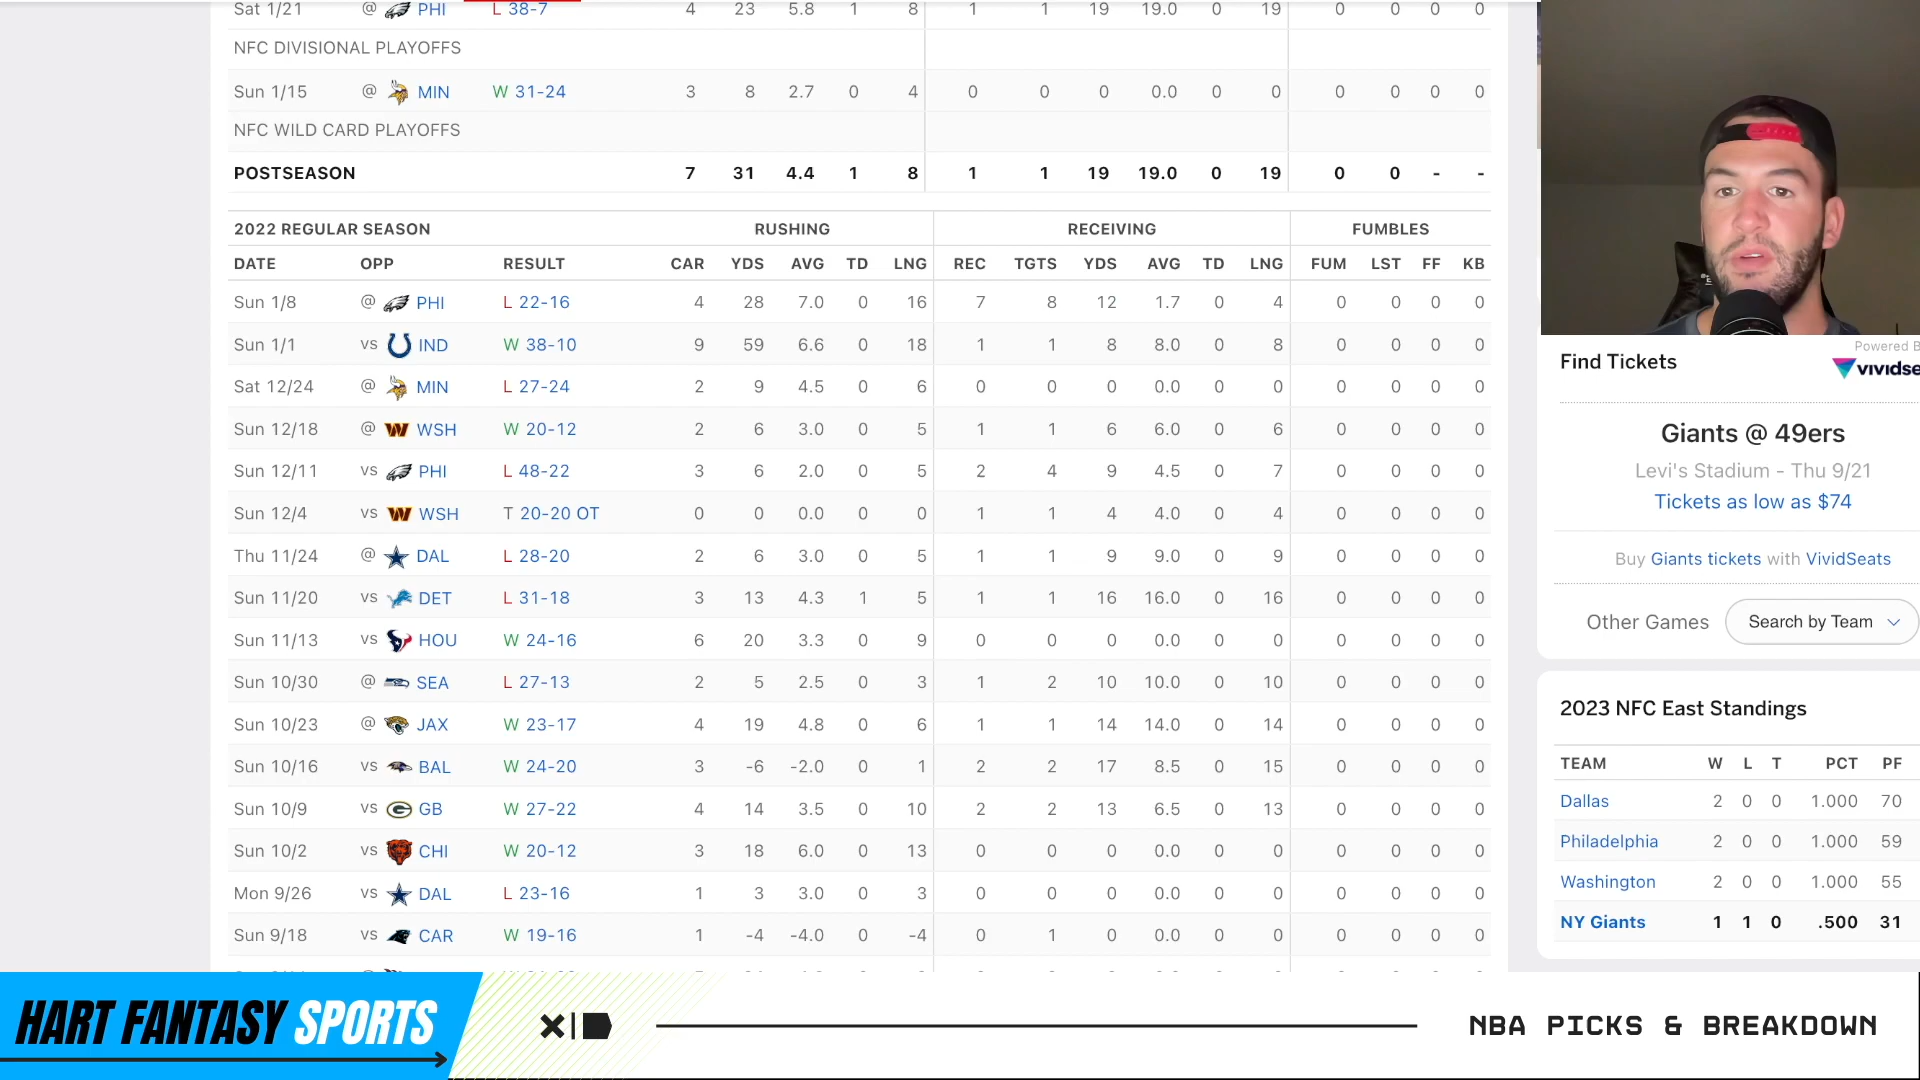 Sat 1/21 @ PHI L 38-7 4 23 5.8 1 8 1 1 19 19.0 0 19 0 0 0 0
NFC DIVISIONAL PLAYOFFS
Sun 1/15 @ MIN W 31-24 3 8 2.7 0 4 0 0 0 0.0 0 0 0 0 0 0
NFC WILD CARD PLAYOFFS
POSTSEASON 7 31 4.4 1 8 1 1 19 19.0 0 19 0 0 - -
2022 REGULAR SEASON RUSHING RECEIVING FUMBLES
DATE OPP RESULT CAR YDS AVG TD LNG REC TGTS YDS AVG TD LNG FUM LST FF KB
Sun 1/8 @ PHI L 22-16 4 28 7.0 0 16 7 8 12 1.7 0 4 0 0 0 0
Sun 1/1 vs IND W 38-10 9 59 6.6 0 18 1 1 8 8.0 0 8 0 0 0 0
Sat 12/24 @ MIN L 27-24 2 9 4.5 0 6 0 0 0 0.0 0 0 0 0 0 0
Sun 12/18 @ WSH W 20-12 2 6 3.0 0 5 1 1 6 6.0 0 6 0 0 0 0
Sun 12/11 vs PHI L 48-22 3 6 2.0 0 5 2 4 9 4.5 0 7 0 0 0 0
Sun 12/4 vs WSH T 20-20 OT 0 0 0.0 0 0 1 1 4 4.0 0 4 0 0 0 0
Thu 11/24 @ DAL L 28-20 2 6 3.0 0 5 1 1 9 9.0 0 9 0 0 0 0
Sun 11/20 vs DET L 31-18 3 13 4.3 1 5 1 1 16 16.0 0 16 0 0 0 0
Sun 11/13 vs HOU W 24-16 6 20 3.3 0 9 0 0 0 0.0 0 0 0 0 0 0
Sun 10/30 @ SEA L 27-13 2 5 2.5 0 3 1 2 10 10.0 0 10 0 0 0 0
Sun 10/23 @ JAX W 23-17 4 19 4.8 0 6 1 1 14 14.0 0 14 0 0 0 0
Sun 10/16 vs BAL W 24-20 3 -6 -2.0 0 1 2 2 17 8.5 0 15 0 0 0 0
Sun 10/9 vs GB W 27-22 4 14 3.5 0 10 2 2 13 6.5 0 13 0 0 0 0
Sun 10/2 vs CHI W 20-12 3 18 6.0 0 13 0 0 0 0.0 0 0 0 0 0 0
Mon 9/26 vs DAL L 23-16 1 3 3.0 0 3 0 0 0 0.0 0 0 0 0 0 0
Sun 9/18 vs CAR W 19-16 1 -4 -4.0 0 -4 0 1 0 0.0 0 0 0 0 0 0
Powered B
Find Tickets vividse
Giants @ 49ers
Levi's Stadium - Thu 9/21
Tickets as low as $74
Buy Giants tickets with VividSeats
Other Games Search by Team
2023 NFC East Standings
TEAM W L T PCT PF
Dallas 2 0 0 1.000 70
Philadelphia 2 0 0 1.000 59
Washington 2 0 0 1.000 55
NY Giants 1 1 0 .500 31
HART FANTASY SPORTS
NBA PICKS & BREAKDOWN